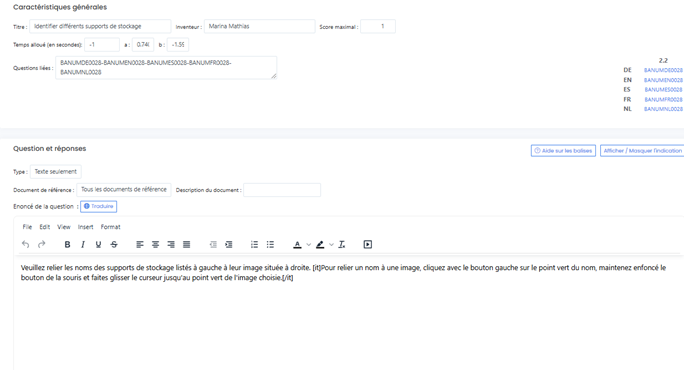 Caractéristiques générales
Titre : Identifier différents supports de stockage Inventeur : Marina Mathias Score maximal : 1
Temps alloué (en secondes): -1 a : 0.746 b : -1.59
Questions liées : BANUMDE0028-BANUMEN0028-BANUMES0028-BANUMFR0028-
BANUMNL0028
2.2
DE BANUMDE0028
EN BANUMEN0028
ES BANUMES0028
FR BANUMFR0028
NL BANUMNL0028
Question et réponses
Aide sur les balises Afficher / Masquer l'indication
Type : Texte seulement
Document de référence : Tous les documents de référence Description du document :
Enoncé de la question : Traduire
File Edit View Insert Format
B I U S A
Veuillez relier les noms des supports de stockage listés à gauche à leur image située à droite. [it]Pour relier un nom à une image, cliquez avec le bouton gauche sur le point vert du nom, maintenez enfoncé le
bouton de la souris et faites glisser le curseur jusqu'au point vert de l'image choisie.[/it]